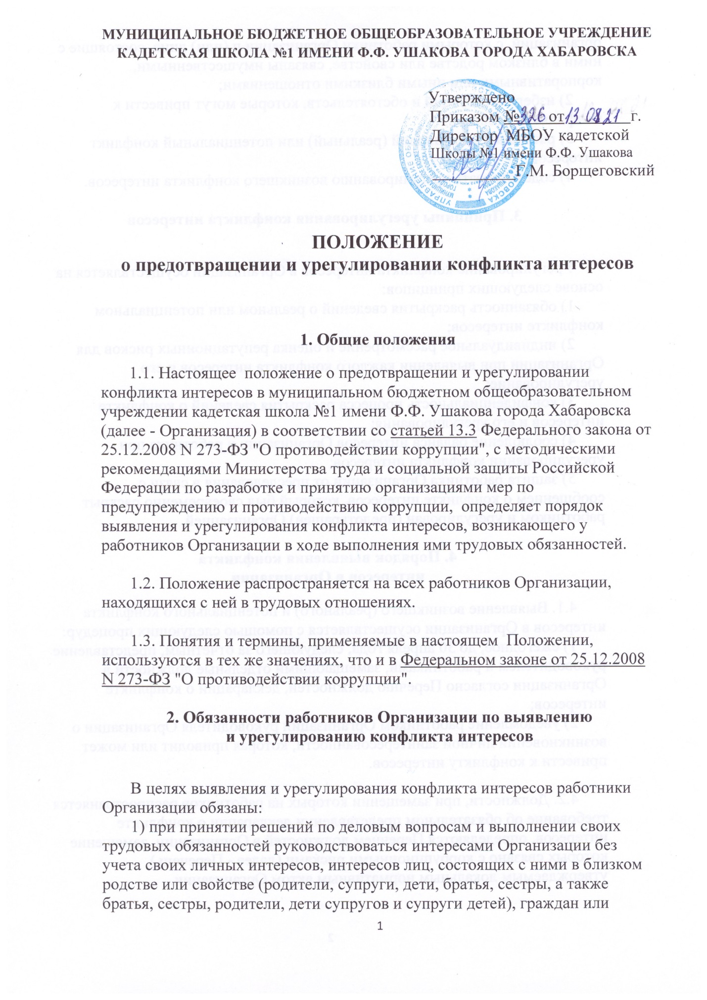 МУНИЦИПАЛЬНОЕ БЮДЖЕТНОЕ ОБЩЕОБРАЗОВАТЕЛЬНОЕ УЧРЕЖДЕНИЕ
КАДЕТСКАЯ ШКОЛА №1 ИМЕНИ Ф.Ф. УШАКОВА ГОРОДА ХАБАРОВСКА
Утверждено
Приказом №326 от 13.08.21 г.
Директор МБОУ кадетской
Школы №1 имени Ф.Ф. Ушакова
Г.М. Борщеговский
ПОЛОЖЕНИЕ
о предотвращении и урегулировании конфликта интересов
1. Общие положения
1.1. Настоящее положение о предотвращении и урегулировании
конфликта интересов в муниципальном бюджетном общеобразовательном
учреждении кадетская школа №1 имени Ф.Ф. Ушакова города Хабаровска
(далее - Организация) в соответствии со статьей 13.3 Федерального закона от
25.12.2008 N 273-ФЗ "О противодействии коррупции", с методическими
рекомендациями Министерства труда и социальной защиты Российской
Федерации по разработке и принятию организациями мер по
предупреждению и противодействию коррупции, определяет порядок
выявления и урегулирования конфликта интересов, возникающего у
работников Организации в ходе выполнения ими трудовых обязанностей.
1.2. Положение распространяется на всех работников Организации,
находящихся с ней в трудовых отношениях.
1.3. Понятия и термины, применяемые в настоящем Положении,
используются в тех же значениях, что и в Федеральном законе от 25.12.2008
N 273-ФЗ "О противодействии коррупции".
2. Обязанности работников Организации по выявлению
и урегулированию конфликта интересов
В целях выявления и урегулирования конфликта интересов работники
Организации обязаны:
1) при принятии решений по деловым вопросам и выполнении своих
трудовых обязанностей руководствоваться интересами Организации без
учета своих личных интересов, интересов лиц, состоящих с ними в близком
родстве или свойстве (родители, супруги, дети, братья, сестры, а также
братья, сестры, родители, дети супругов и супруги детей), граждан или
1